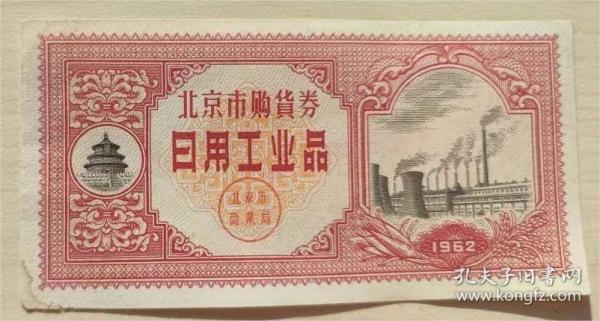 北京市购货券
日用工业品
北京市
商業局
1962
孔夫子旧书网
www.kongfz.com